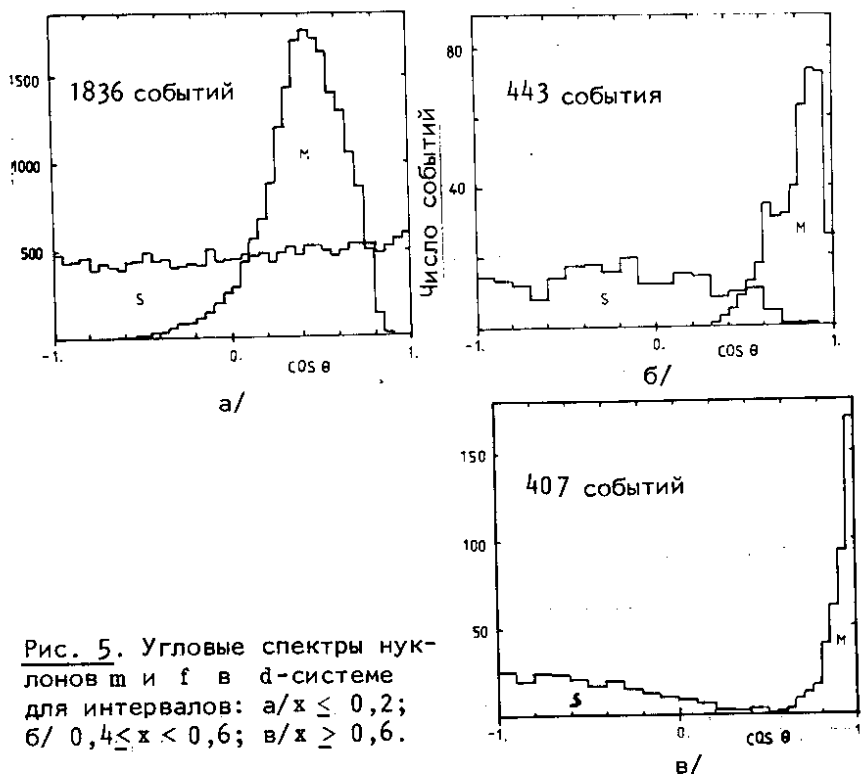 1836 событий
1500
1000
500
M
S
-1.
0.
1.
cos θ
а/
443 события
Число событий
80
40
M
S
-1.
0.
1.0
cos θ
б/
407 событий
150
100
50
M
S
-1.
0.
1
cos θ
в/
Рис. 5. Угловые спектры нук-
лонов m и f в d-системе
для интервалов: а/x ≤ 0,2;
б/ 0,4≤x < 0,6; в/x ≥ 0,6.